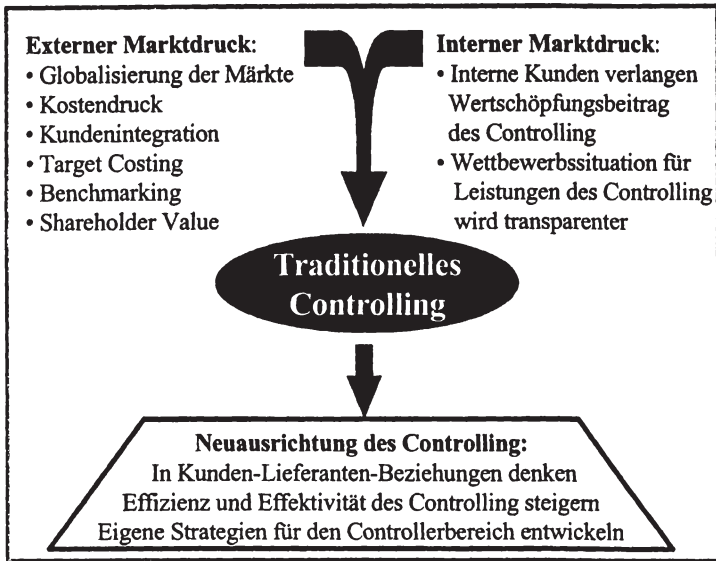 Externer Marktdruck:
• Globalisierung der Märkte
• Kostendruck
• Kundenintegration
• Target Costing
• Benchmarking
• Shareholder Value
Interner Marktdruck:
• Interne Kunden verlangen
Wertschöpfungsbeitrag
des Controlling
• Wettbewerbssituation für
Leistungen des Controlling
wird transparenter
Traditionelles
Controlling
Neuausrichtung des Controlling:
In Kunden-Lieferanten-Beziehungen denken
Effizienz und Effektivität des Controlling steigern
Eigene Strategien für den Controllerbereich entwickeln